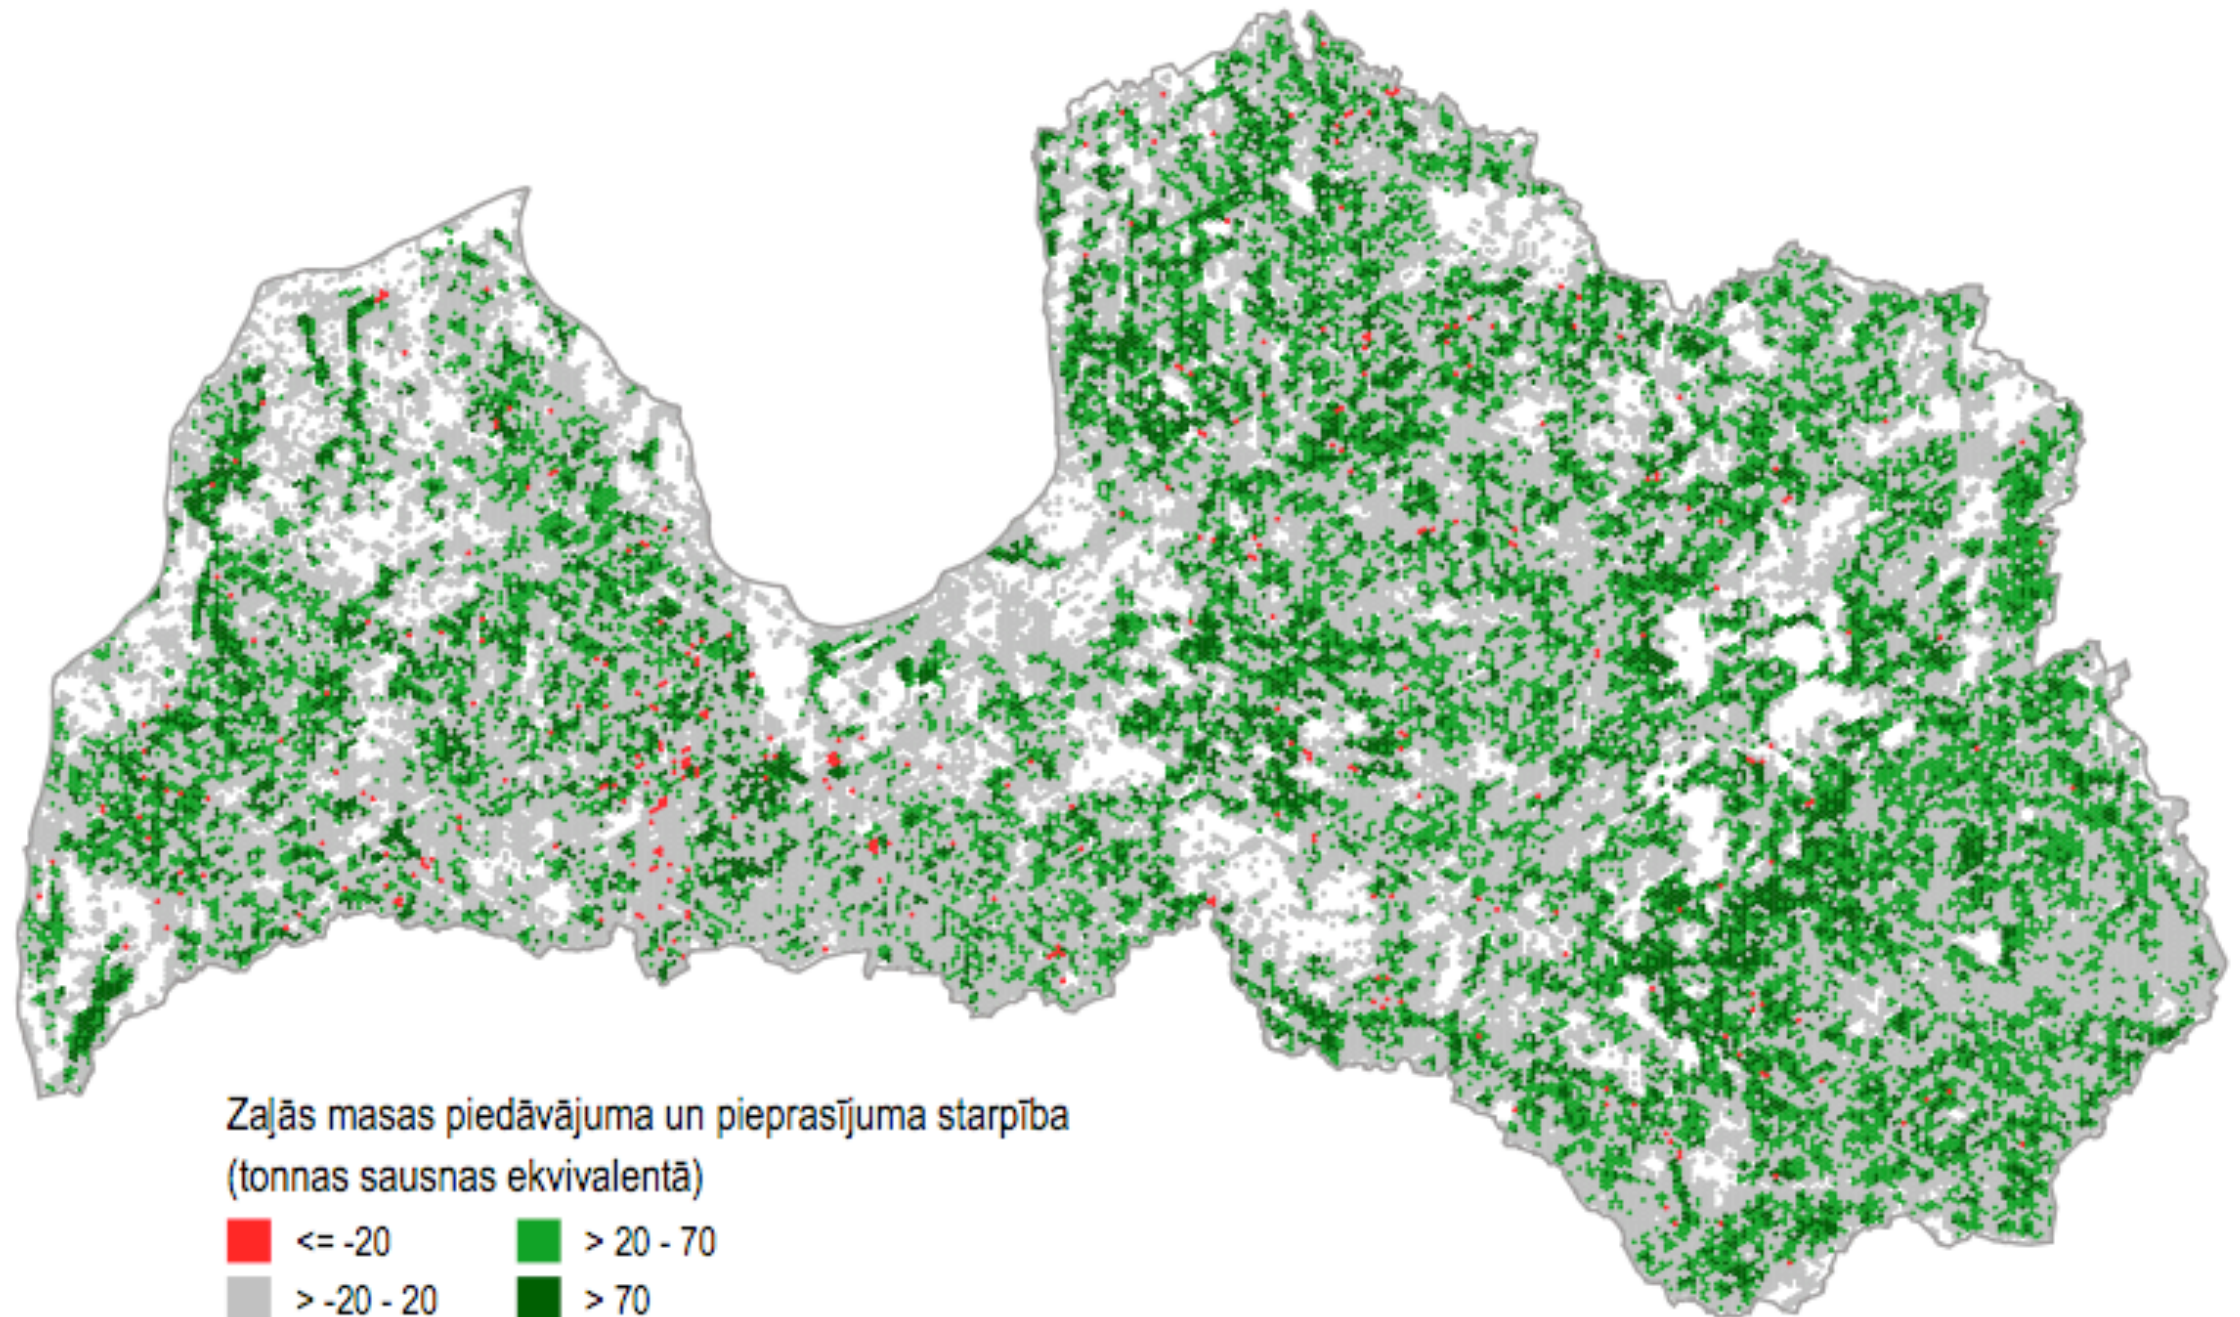 Zaļās masas piedāvājuma un pieprasījuma starpība
(tonnas sausnas ekvivalentā)
<= -20
> 20 - 70
> -20 - 20
> 70